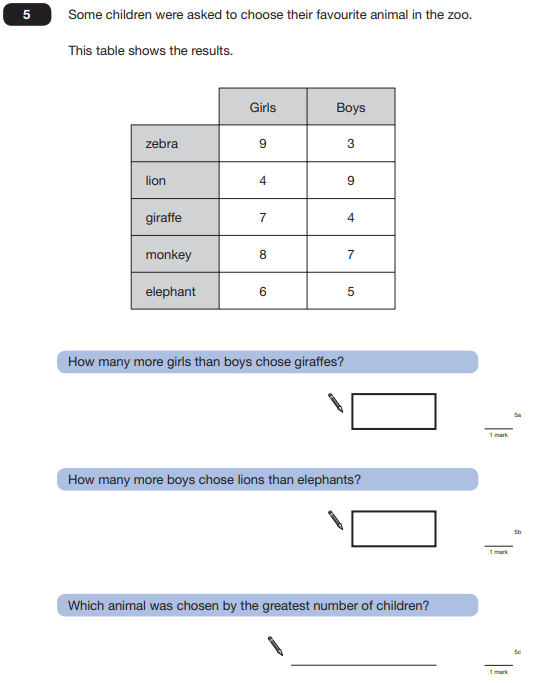 5 Some children were asked to choose their favourite animal in the zoo.
This table shows the results.
Girls Boys
zebra 9 3
lion 4 9
giraffe 7 4
monkey 8 7
elephant 6 5
How many more girls than boys chose giraffes?
5a
1 mark
How many more boys chose lions than elephants?
5b
1 mark
Which animal was chosen by the greatest number of children?
5c
1 mark